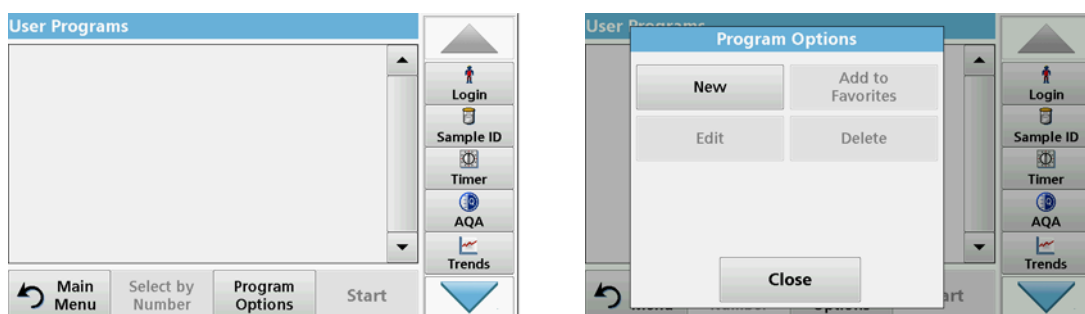 User Programs
Login
Sample ID
Timer
AQA
Trends
Main
Menu
Select by
Number
Program
Options
Start
User Programs
Program Options
New
Add to
Favorites
Edit
Delete
Close
Login
Sample ID
Timer
AQA
Trends